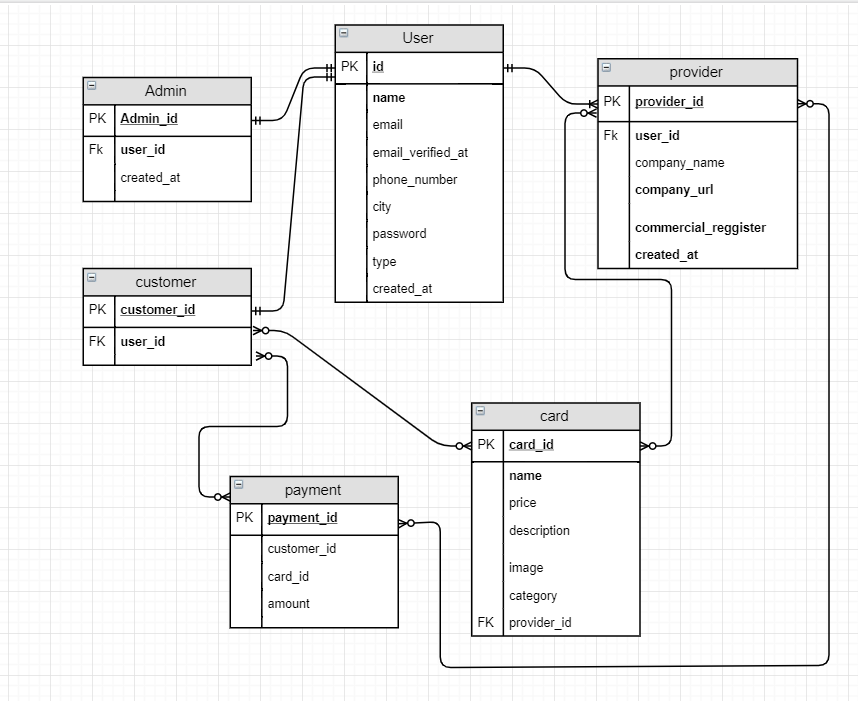 User
PK id
name
email
email_verified_at
phone_number
city
password
type
created_at
provider
PK provider_id
Fk user_id
company_name
company_url
commercial_reggister
created_at
Admin
PK Admin_id
Fk user_id
created_at
customer
PK customer_id
FK user_id
card
PK card_id
name
price
description
image
category
FK provider_id
payment
PK payment_id
customer_id
card_id
amount